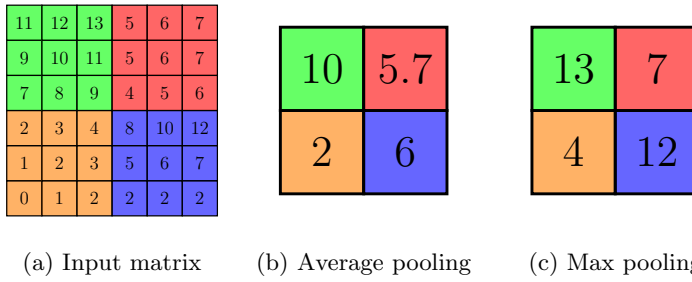 11 12 13 5 6 7
9 10 11 5 6 7
7 8 9 4 5 6
2 3 4 8 10 12
1 2 3 5 6 7
0 1 2 2 2 2
10 5.7
2 6
13 7
4 12
(a) Input matrix
(b) Average pooling
(c) Max pooling